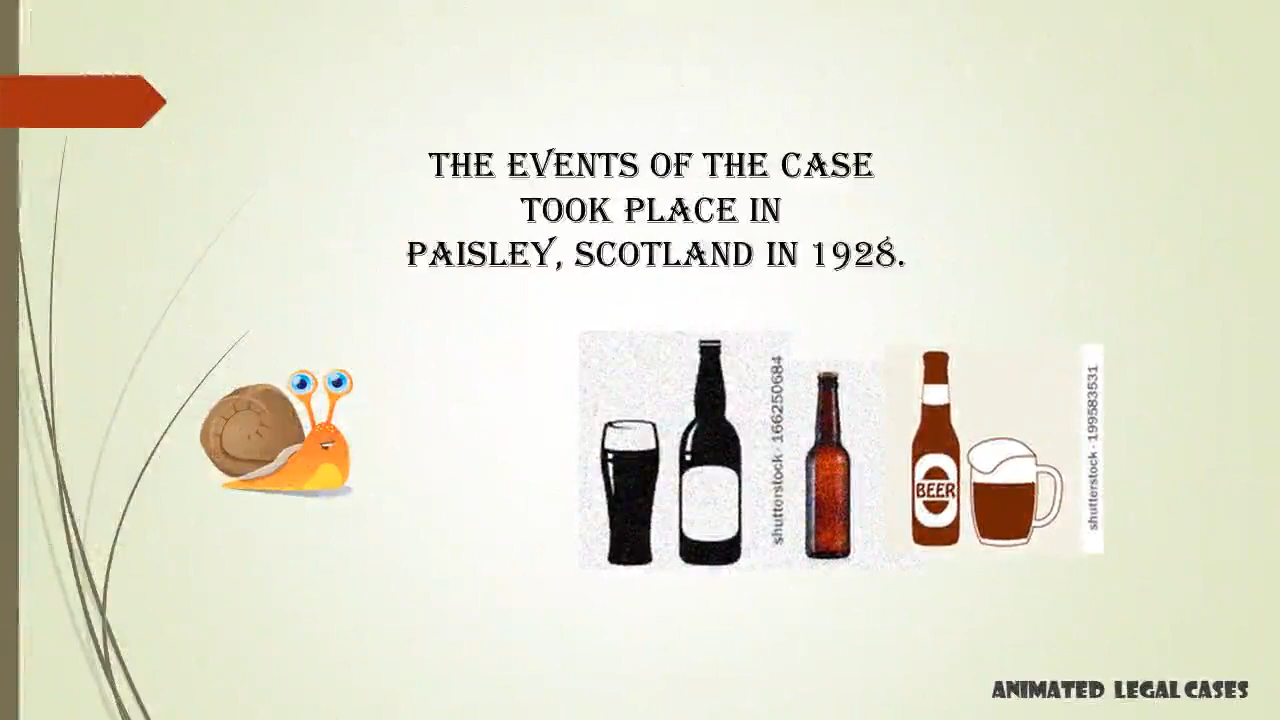 THE EVENTS OF THE CASE
TOOK PLACE IN
PAISLEY, SCOTLAND IN 1928.
shutterstock · 166250684
BEER
shutterstock · 199583531
ANIMATED LEGAL CASES